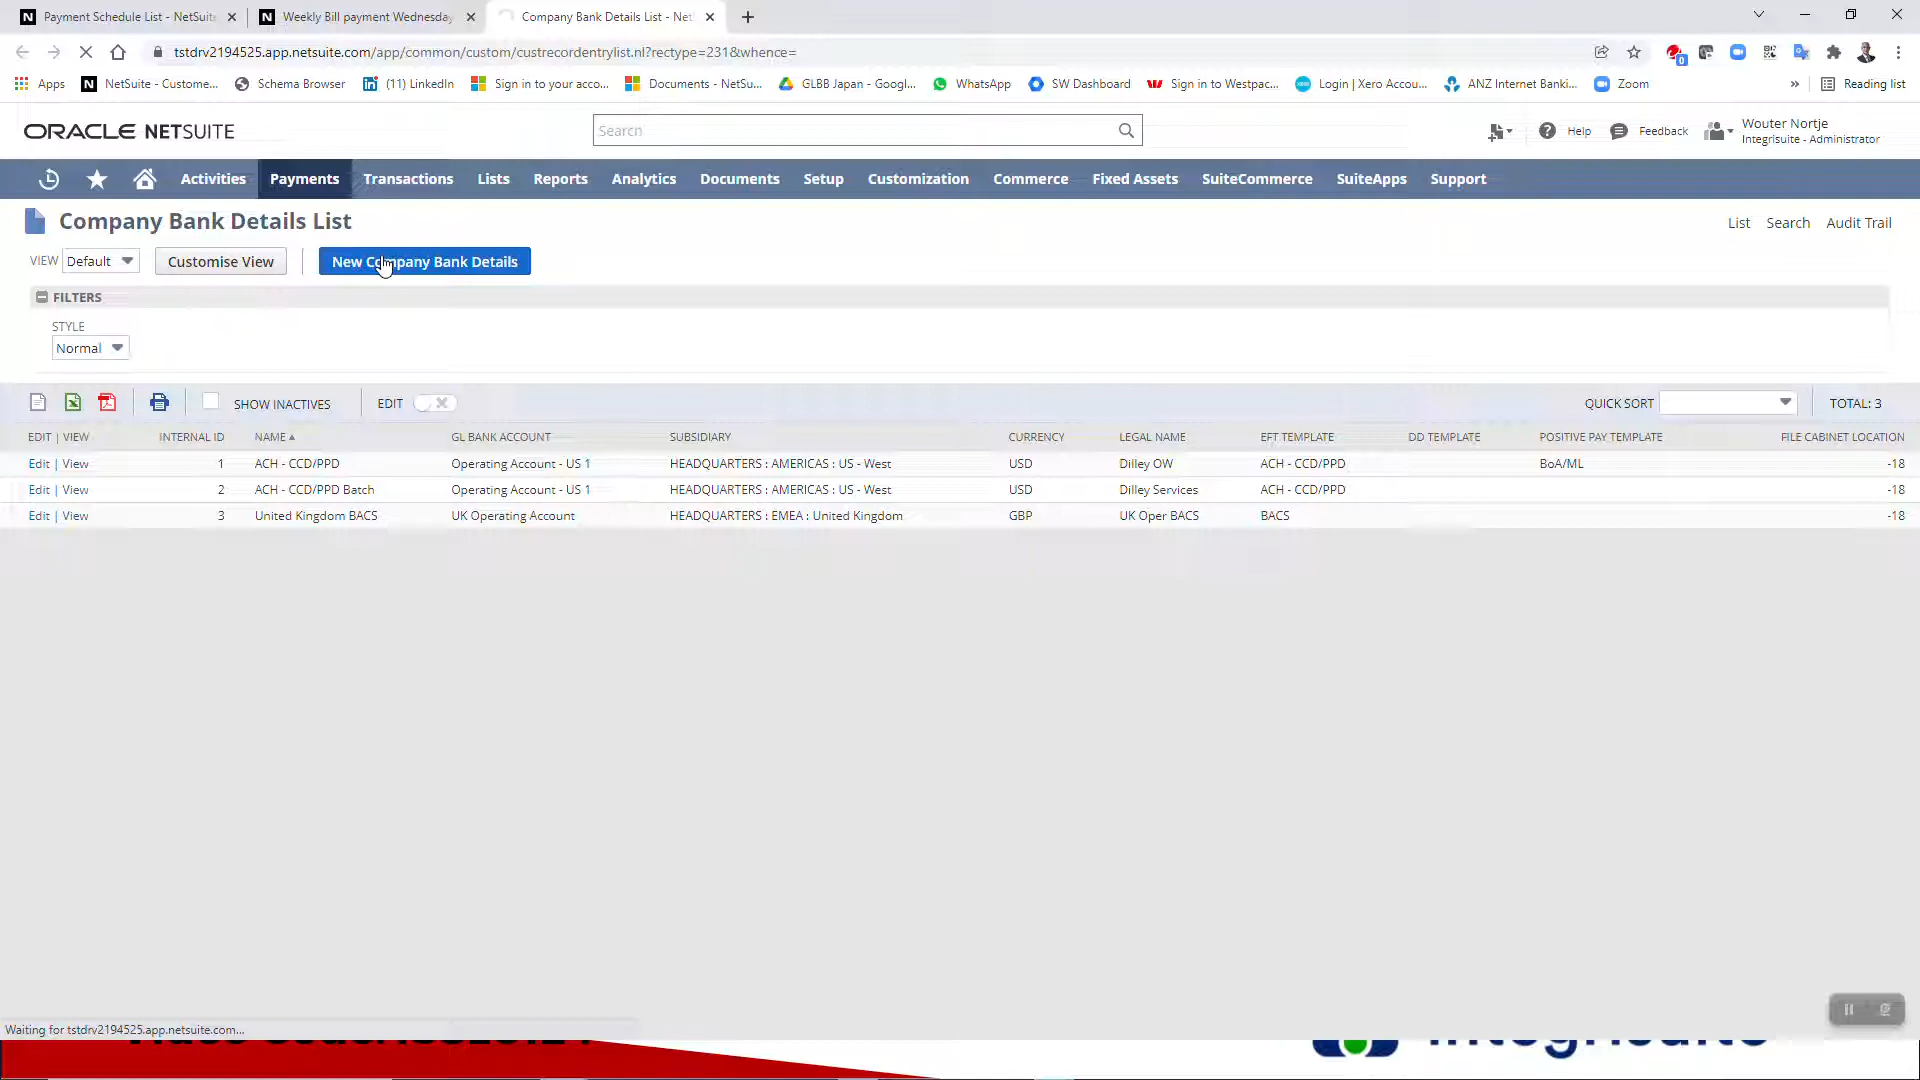 Payment Schedule List - NetSuite
Weekly Bill payment Wednesday
Company Bank Details List - Net
tstdrv2194525.app.netsuite.com/app/common/custom/custrecordentrylist.nl?rectype=231&whence=
Apps
NetSuite - Custome...
Schema Browser
(11) LinkedIn
Sign in to your acco...
Documents - NetSu...
GLBB Japan - Googl...
WhatsApp
SW Dashboard
Sign in to Westpac...
Login | Xero Accou...
ANZ Internet Banki...
Zoom
»
Reading list
ORACLE NETSUITE
Search
Help
Feedback
Wouter Nortje
Integrisuite - Administrator
Activities
Payments
Transactions
Lists
Reports
Analytics
Documents
Setup
Customization
Commerce
Fixed Assets
SuiteCommerce
SuiteApps
Support
Company Bank Details List
List
Search
Audit Trail
VIEW Default
Customise View
New Company Bank Details
FILTERS
STYLE
Normal
SHOW INACTIVES
EDIT
QUICK SORT
TOTAL: 3
EDIT | VIEW INTERNAL ID NAME GL BANK ACCOUNT SUBSIDIARY CURRENCY LEGAL NAME EFT TEMPLATE DD TEMPLATE POSITIVE PAY TEMPLATE FILE CABINET LOCATION
Edit | View 1 ACH - CCD/PPD Operating Account - US 1 HEADQUARTERS : AMERICAS : US - West USD Dilley OW ACH - CCD/PPD BoA/ML -18
Edit | View 2 ACH - CCD/PPD Batch Operating Account - US 1 HEADQUARTERS : AMERICAS : US - West USD Dilley Services ACH - CCD/PPD -18
Edit | View 3 United Kingdom BACS UK Operating Account HEADQUARTERS : EMEA : United Kingdom GBP UK Oper BACS BACS -18
Waiting for tstdrv2194525.app.netsuite.com...